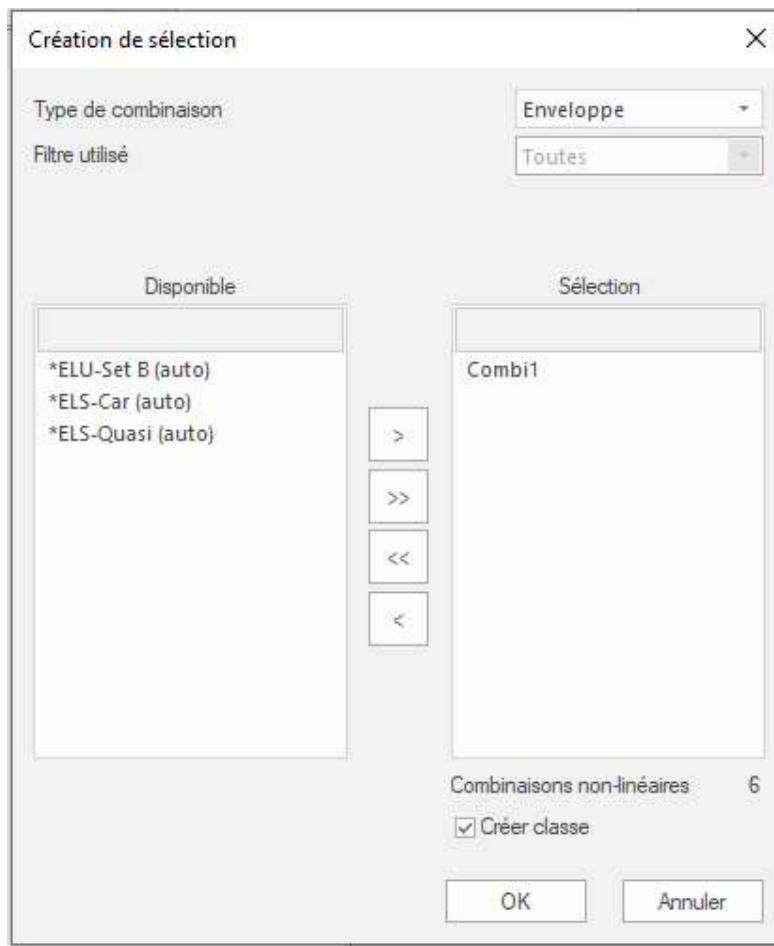 Création de sélection
Type de combinaison
Enveloppe
Filtre utilisé
Toutes
Disponible
Sélection
*ELU-Set B (auto)
*ELS-Car (auto)
*ELS-Quasi (auto)
Combi1
>
>>
<<
<
Combinaisons non-linéaires 6
Créer classe
OK
Annuler